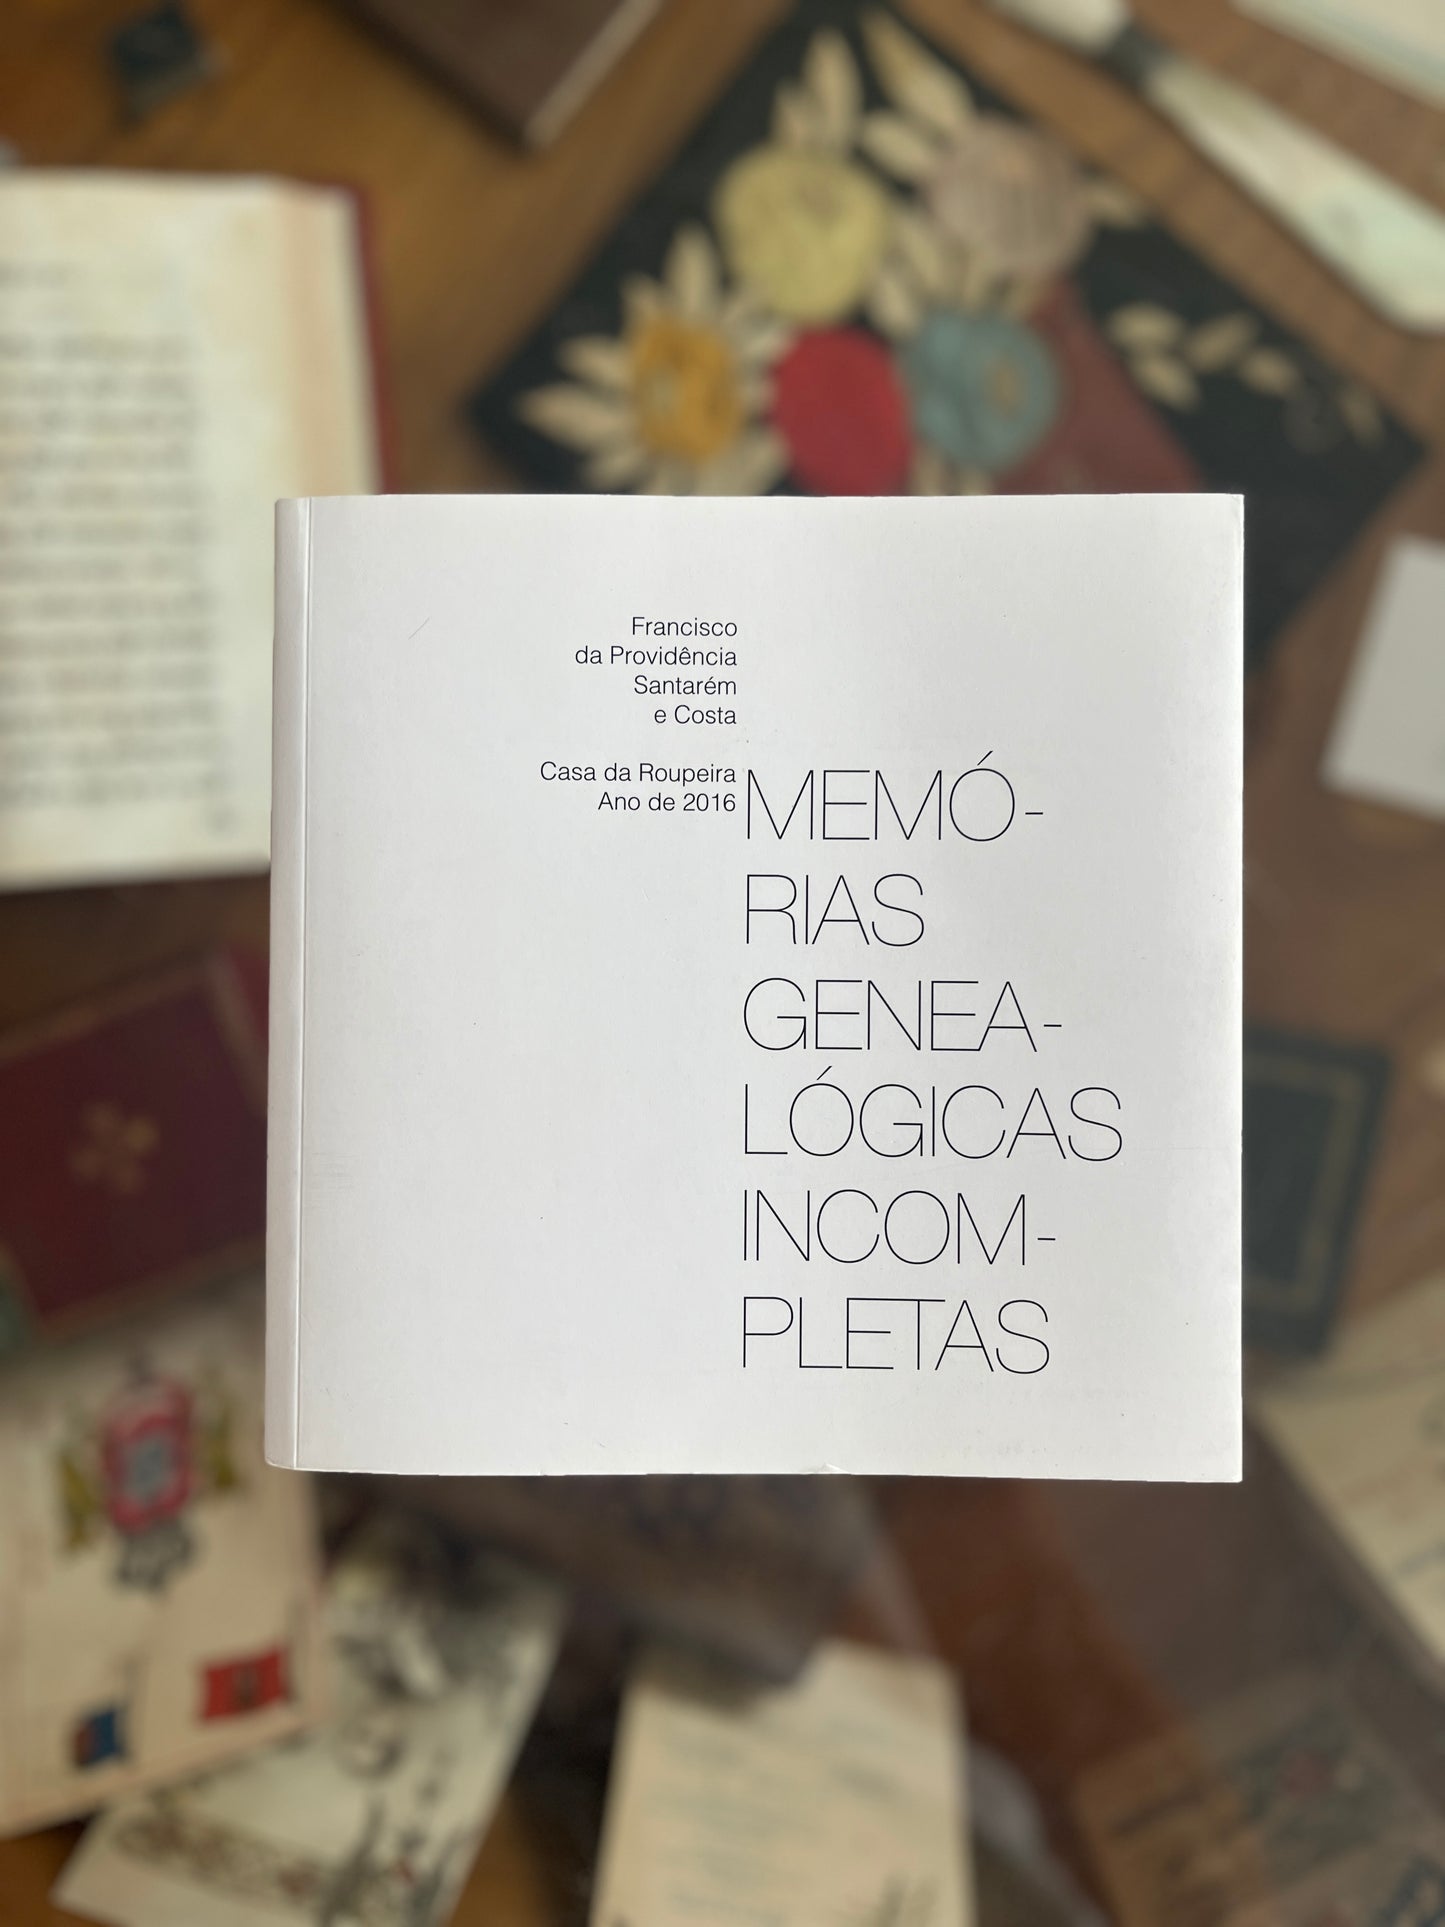 Francisco
da Providência
Santarém
e Costa
Casa da Roupeira
Ano de 2016
MEMÓ-
RIAS
GENEA-
LÓGICAS
INCOM-
PLETAS